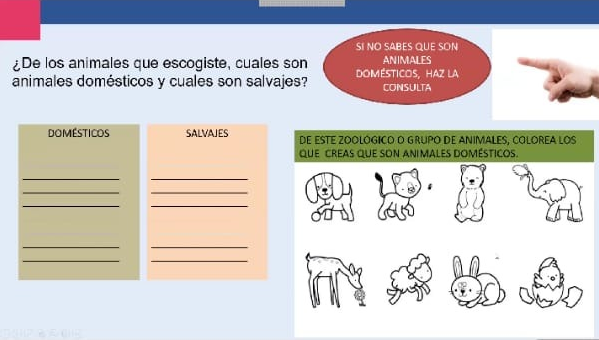 ¿De los animales que escogiste, cuales son
animales domésticos y cuales son salvajes?
SI NO SABES QUE SON
ANIMALES
DOMÉSTICOS, HAZ LA
CONSULTA
DOMÉSTICOS
SALVAJES
DE ESTE ZOOLÓGICO O GRUPO DE ANIMALES, COLOREA LOS
QUE CREAS QUE SON ANIMALES DOMÉSTICOS.